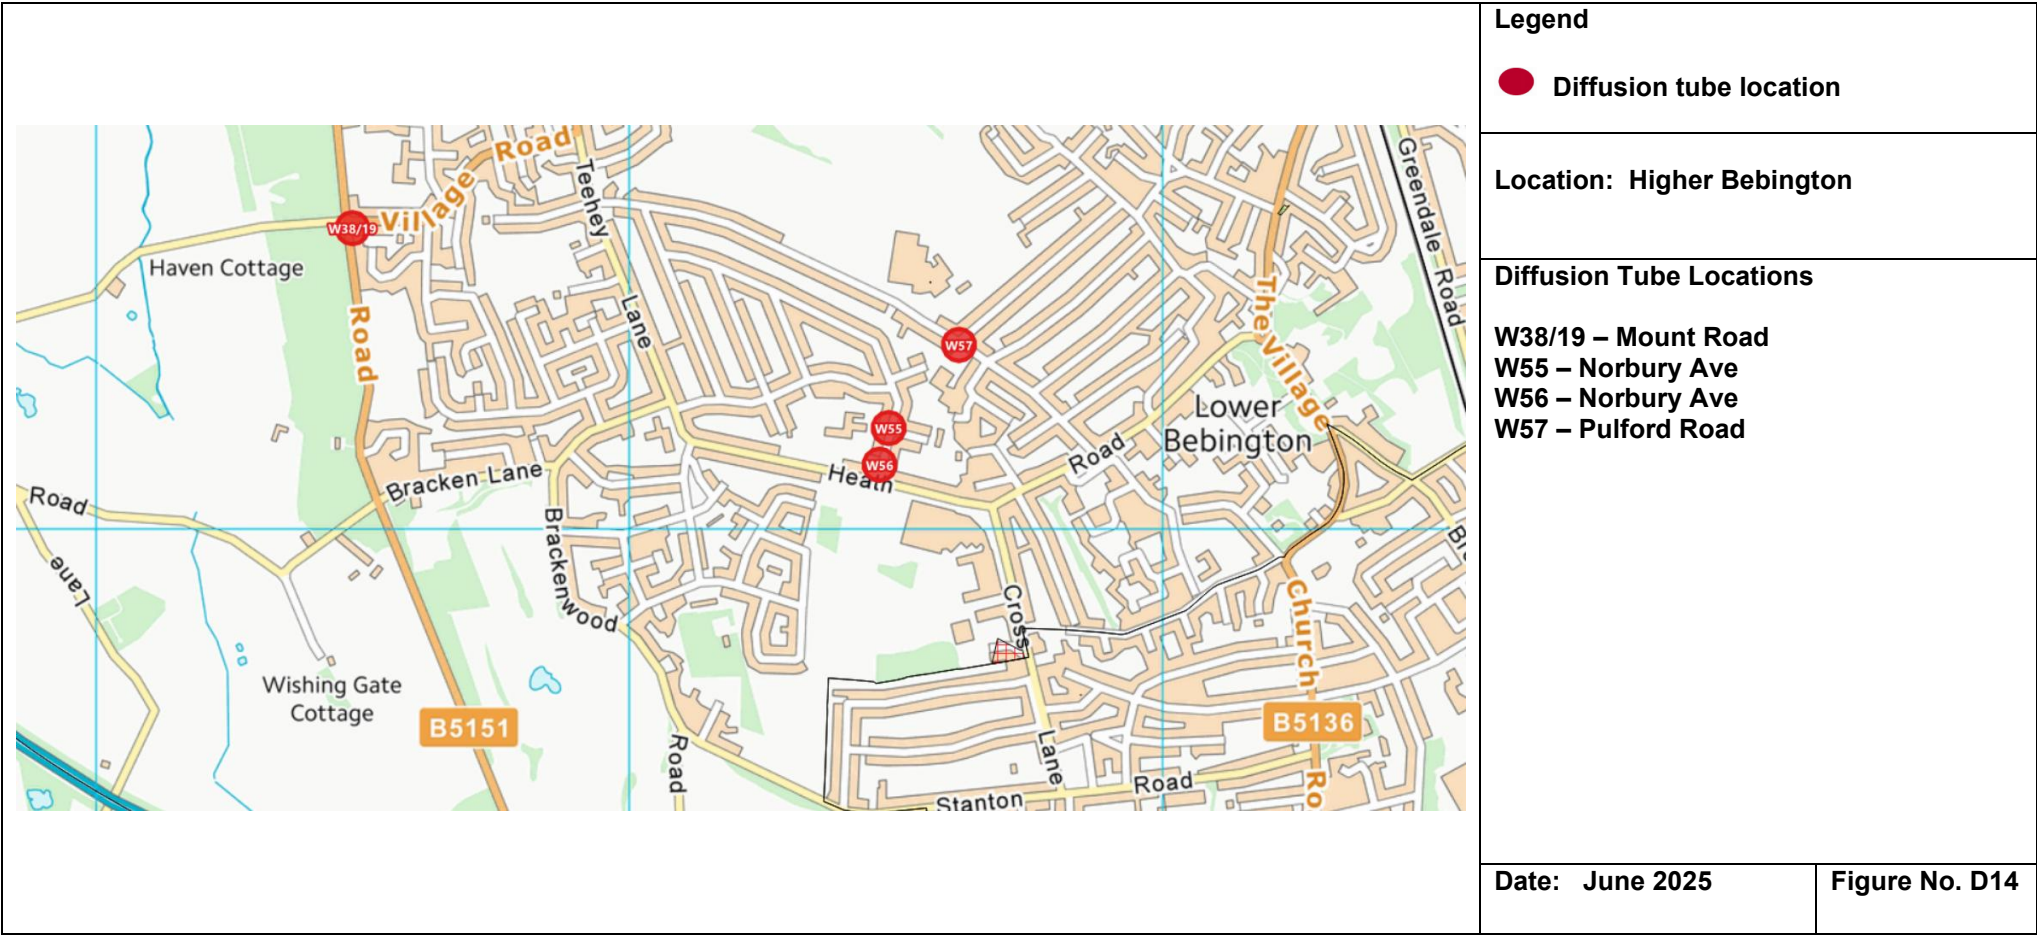 Road
Village
Teehey
Lane
Greendale Road
W38/19
Haven Cottage
Road
The Village
W57
W55
W56
Heath
Road
Lower
Bebington
Bracken Lane
Road
Lane
Brackenwood
Road
Cross
Lane
Church
Ro
Wishing Gate
Cottage
B5151
B5136
Stanton
Road
Legend
Diffusion tube location
Location: Higher Bebington
Diffusion Tube Locations
W38/19 – Mount Road
W55 – Norbury Ave
W56 – Norbury Ave
W57 – Pulford Road
Date: June 2025
Figure No. D14